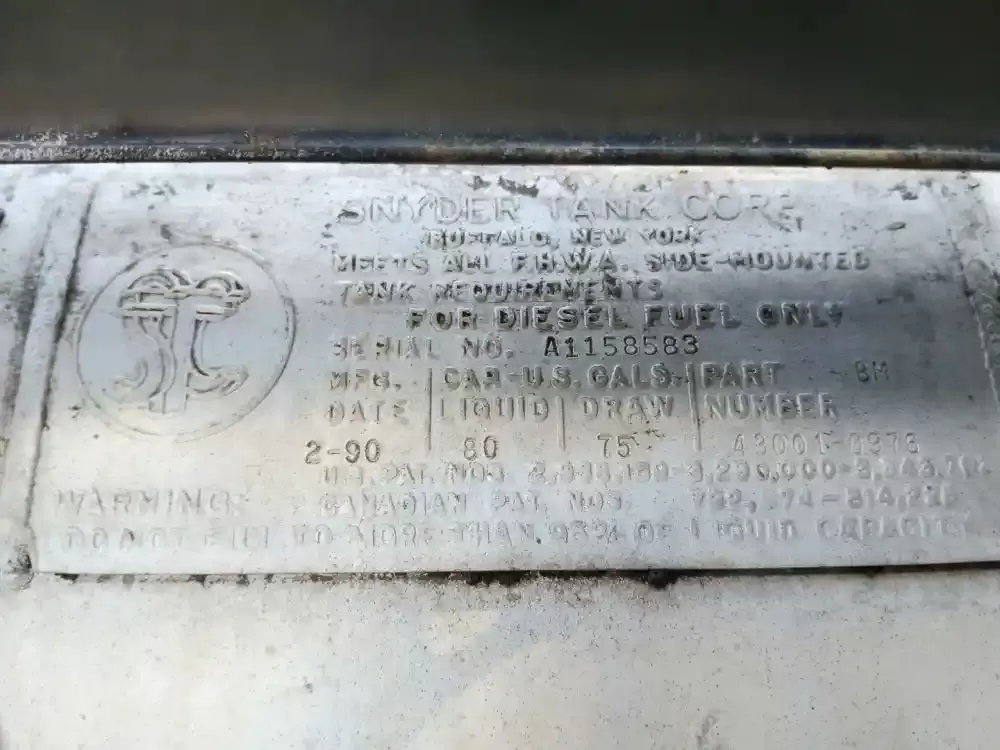 SNYDER TANK CORP.
BUFFALO, NEW YORK
MEETS ALL F.H.W.A. SIDE-MOUNTED
TANK REQUIREMENTS
FOR DIESEL FUEL ONLY
SERIAL NO. A1158583
MFG. CAP.-U.S. GALS. PART BM
DATE LIQUID DRAW NUMBER
2-90 80 75
U.S. PAT. NOS.
WARNING: CANADIAN PAT. NOS.
DO NOT FILL TO MORE THAN 95% OF LIQUID CAPACITY